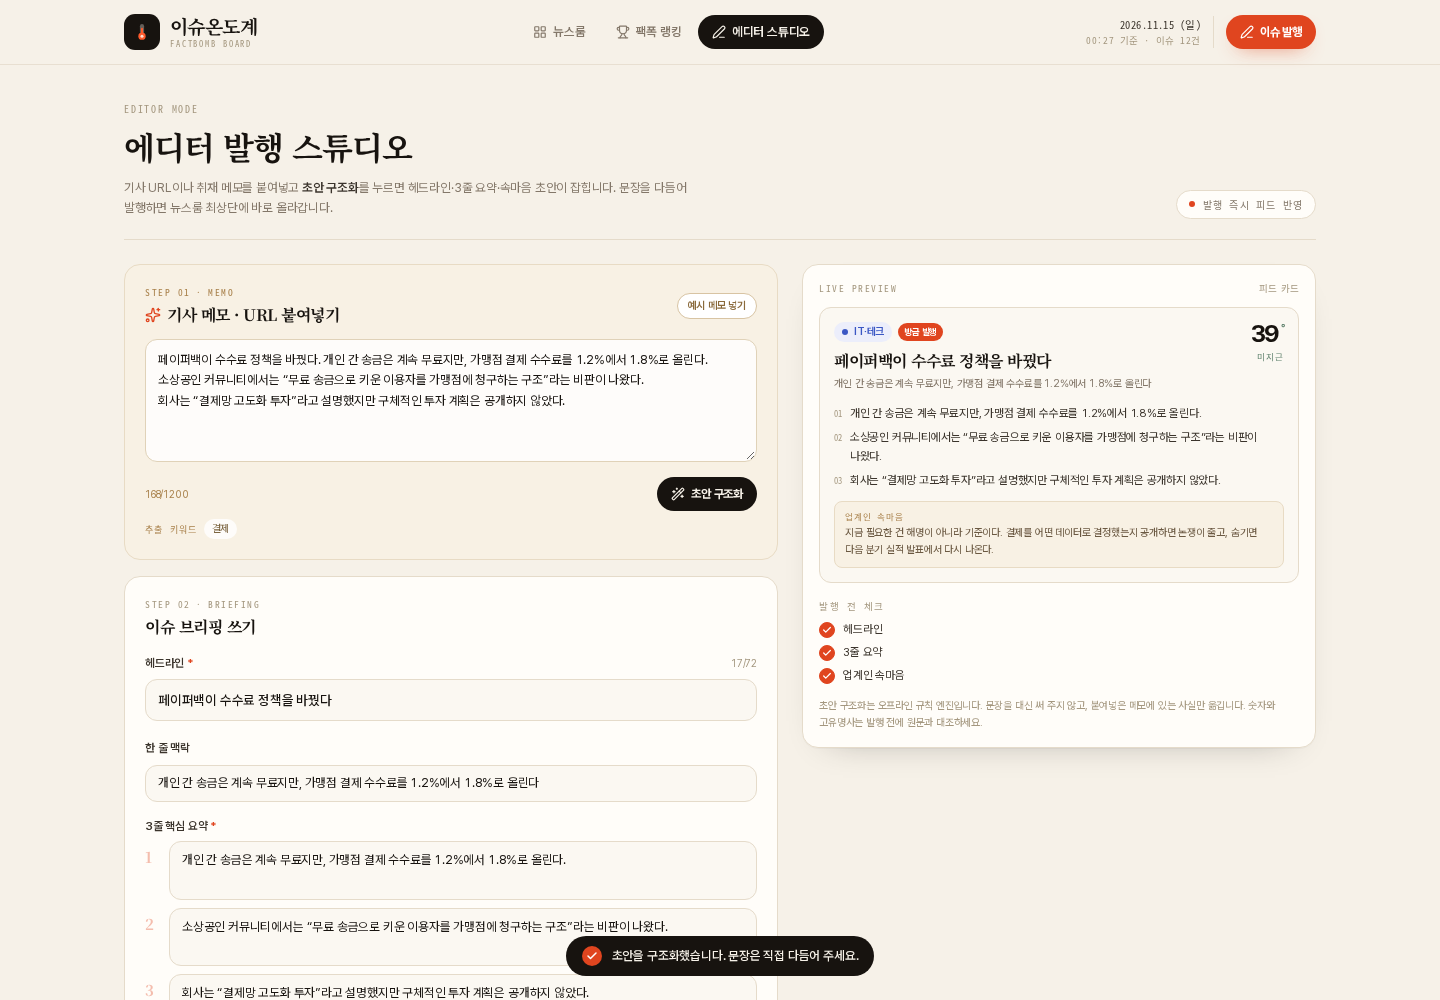 이슈온도계
FACTBOMB BOARD
뉴스룸
팩폭 랭킹
에디터 스튜디오
2026.11.15 (일)
00:27 기준 · 이슈 12건
이슈 발행
EDITOR MODE
에디터 발행 스튜디오
기사 URL이나 취재 메모를 붙여넣고 초안 구조화를 누르면 헤드라인·3줄 요약·속마음 초안이 잡힙니다. 문장을 다듬어
발행하면 뉴스룸 최상단에 바로 올라갑니다.
발행 즉시 피드 반영
STEP 01 · MEMO
기사 메모 · URL 붙여넣기
예시 메모 넣기
페이퍼백이 수수료 정책을 바꿨다. 개인 간 송금은 계속 무료지만, 가맹점 결제 수수료를 1.2%에서 1.8%로 올린다.
소상공인 커뮤니티에서는 “무료 송금으로 키운 이용자를 가맹점에 청구하는 구조”라는 비판이 나왔다.
회사는 “결제망 고도화 투자”라고 설명했지만 구체적인 투자 계획은 공개하지 않았다.
168/1200
초안 구조화
추출 키워드
결제
STEP 02 · BRIEFING
이슈 브리핑 쓰기
헤드라인 *
17/72
페이퍼백이 수수료 정책을 바꿨다
한 줄 맥락
개인 간 송금은 계속 무료지만, 가맹점 결제 수수료를 1.2%에서 1.8%로 올린다
3줄 핵심 요약 *
1
개인 간 송금은 계속 무료지만, 가맹점 결제 수수료를 1.2%에서 1.8%로 올린다.
2
소상공인 커뮤니티에서는 “무료 송금으로 키운 이용자를 가맹점에 청구하는 구조”라는 비판이 나왔다.
3
회사는 “결제망 고도화 투자”라고 설명했지만 구체적인 투자 계획은 공개하지 않았다.
LIVE PREVIEW
피드 카드
IT·테크
방금 발행
39°
미지근
페이퍼백이 수수료 정책을 바꿨다
개인 간 송금은 계속 무료지만, 가맹점 결제 수수료를 1.2%에서 1.8%로 올린다
01 개인 간 송금은 계속 무료지만, 가맹점 결제 수수료를 1.2%에서 1.8%로 올린다.
02 소상공인 커뮤니티에서는 “무료 송금으로 키운 이용자를 가맹점에 청구하는 구조”라는 비판이
나왔다.
03 회사는 “결제망 고도화 투자”라고 설명했지만 구체적인 투자 계획은 공개하지 않았다.
업계인 속마음
지금 필요한 건 해명이 아니라 기준이다. 결제를 어떤 데이터로 결정했는지 공개하면 논쟁이 줄고, 숨기면
다음 분기 실적 발표에서 다시 나온다.
발행 전 체크
헤드라인
3줄 요약
업계인 속마음
초안 구조화는 오프라인 규칙 엔진입니다. 문장을 대신 써 주지 않고, 붙여넣은 메모에 있는 사실만 옮깁니다. 숫자와
고유명사는 발행 전에 원문과 대조하세요.
초안을 구조화했습니다. 문장은 직접 다듬어 주세요.